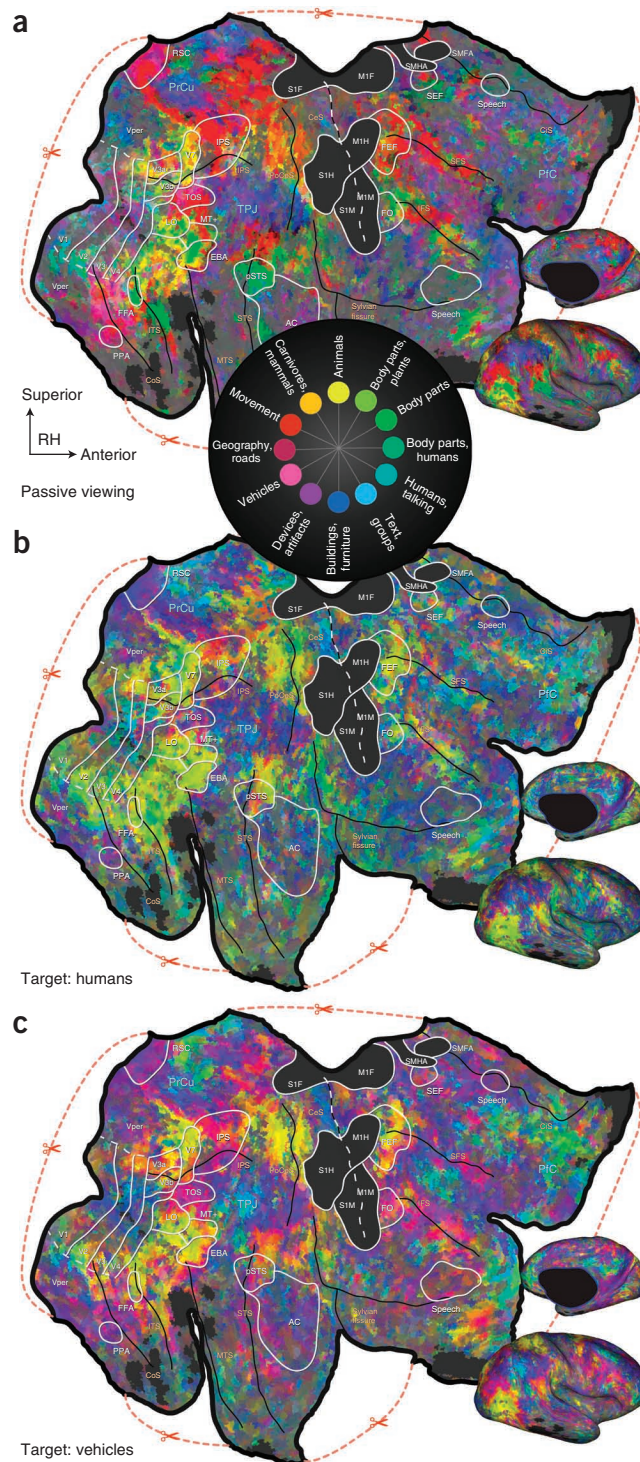 a
RSC
PrCu
Vper
V7
IPS
V3a
V3b
IPS
TOS
LO
MT+
TPJ
EBA
V1
V2
V3
V4
Vper
FFA
ITS
PPA
CoS
pSTS
STS
AC
MTS
S1F
M1F
CeS
PoCeS
M1H
S1H
M1M
S1M
FEF
FO
SMFA
SMHA
SEF
Speech
CiS
SFS
PfC
IFS
Sylvian
fissure
Speech
Superior
RH
Anterior
Passive viewing
Animals
Body parts,
plants
Body parts
Body parts,
humans
Humans,
talking
Text,
groups
Buildings,
furniture
Devices,
artifacts
Vehicles
Geography,
roads
Movement
Carnivores,
mammals
b
RSC
PrCu
Vper
V7
IPS
V3a
V3b
IPS
TOS
LO
MT+
TPJ
EBA
V1
V2
V3
V4
Vper
FFA
ITS
PPA
CoS
pSTS
STS
AC
MTS
S1F
M1F
CeS
PoCeS
M1H
S1H
M1M
S1M
FEF
FO
SMFA
SMHA
SEF
Speech
CiS
SFS
PfC
Sylvian
fissure
Speech
Target: humans
c
RSC
PrCu
Vper
V7
IPS
V3a
V3b
IPS
TOS
LO
MT+
TPJ
EBA
V1
V2
V3
V4
Vper
FFA
ITS
PPA
CoS
pSTS
STS
AC
MTS
S1F
M1F
CeS
PoCeS
M1H
S1H
M1M
S1M
FEF
FO
SMFA
SMHA
SEF
Speech
CiS
SFS
PfC
IFS
Sylvian
fissure
Speech
Target: vehicles